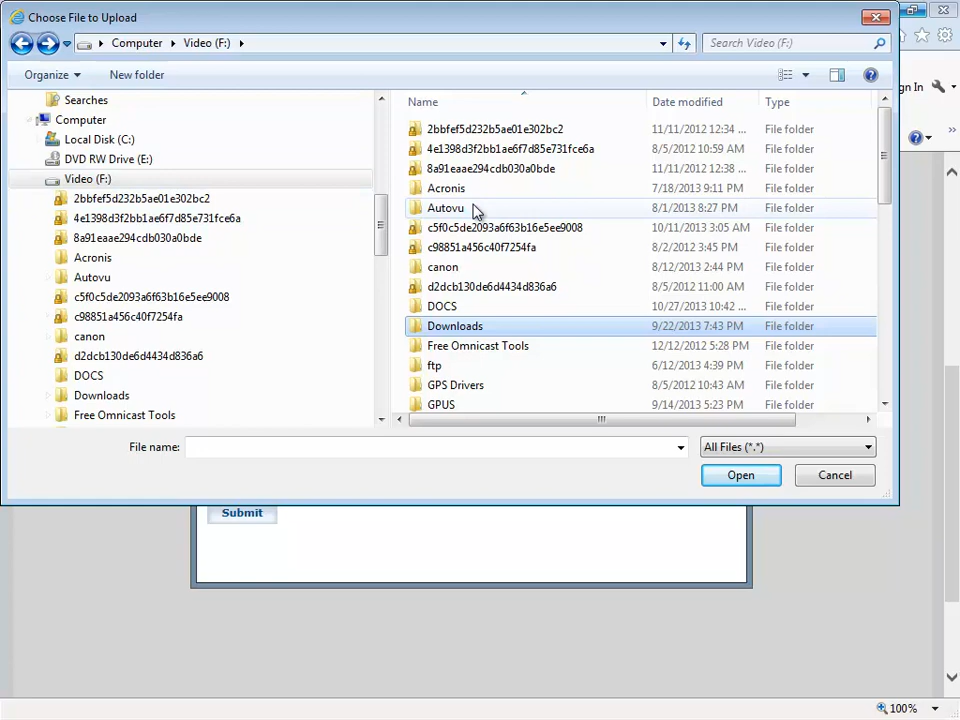 Choose File to Upload
Computer Video (F:) Search Video (F:)
Organize New folder
Sign In
Searches
Computer
Local Disk (C:)
DVD RW Drive (E:)
Video (F:)
2bbfef5d232b5ae01e302bc2
4e1398d3f2bb1ae6f7d85e731fce6a
8a91eaae294cdb030a0bde
Acronis
Autovu
c5f0c5de2093a6f63b16e5ee9008
c98851a456c40f7254fa
canon
d2dcb130de6d4434d836a6
DOCS
Downloads
Free Omnicast Tools
Name Date modified Type
2bbfef5d232b5ae01e302bc2 11/11/2012 12:34 ... File folder
4e1398d3f2bb1ae6f7d85e731fce6a 8/5/2012 10:59 AM File folder
8a91eaae294cdb030a0bde 11/11/2012 12:38 ... File folder
Acronis 7/18/2013 9:11 PM File folder
Autovu 8/1/2013 8:27 PM File folder
c5f0c5de2093a6f63b16e5ee9008 10/11/2013 3:05 AM File folder
c98851a456c40f7254fa 8/2/2012 3:45 PM File folder
canon 8/12/2013 2:44 PM File folder
d2dcb130de6d4434d836a6 8/5/2012 11:00 AM File folder
DOCS 10/27/2013 10:42 ... File folder
Downloads 9/22/2013 7:43 PM File folder
Free Omnicast Tools 12/12/2012 5:28 PM File folder
ftp 6/12/2013 4:39 PM File folder
GPS Drivers 8/5/2012 10:43 AM File folder
GPUS 9/14/2013 5:23 PM File folder
File name: All Files (*.*)
Open Cancel
Submit
100%